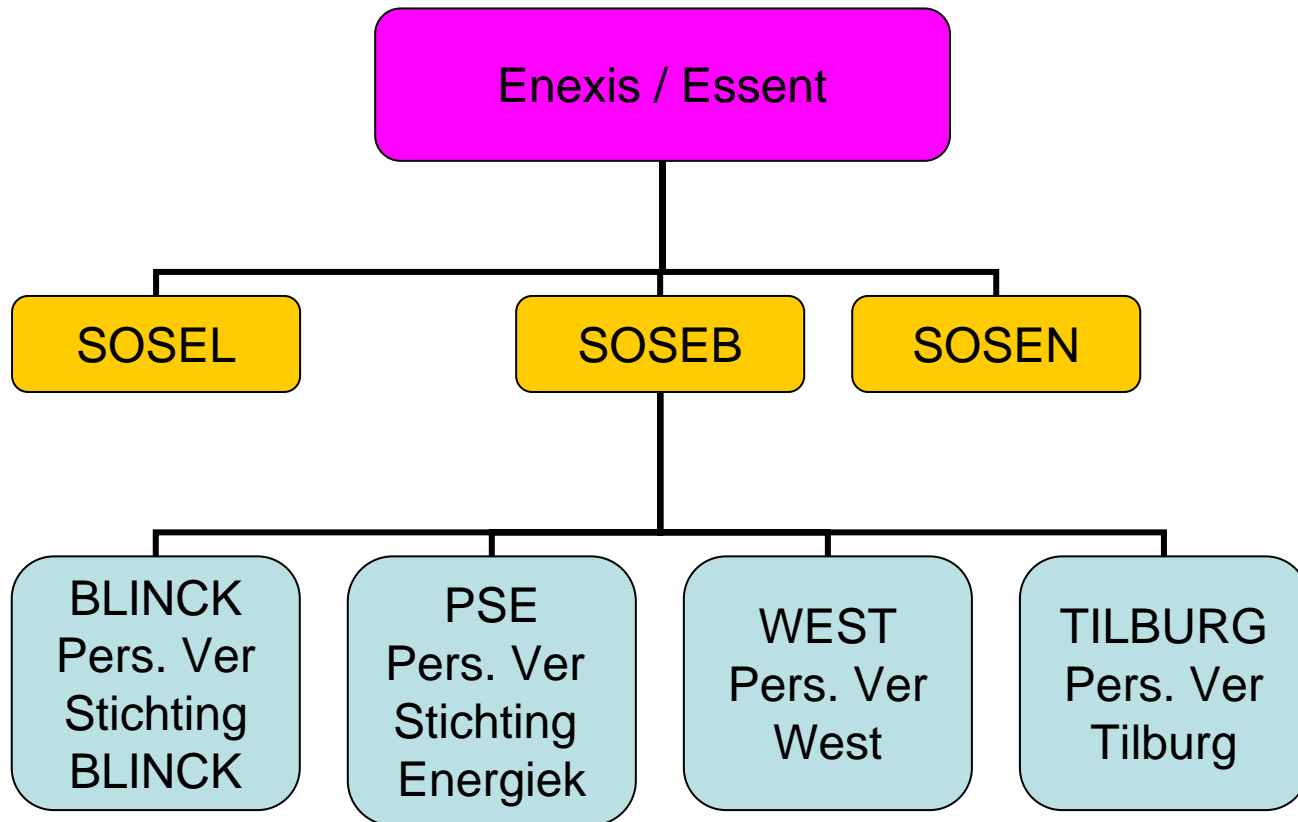 Enexis / Essent
SOSEL
SOSEB
SOSEN
BLINCK
Pers. Ver
Stichting
BLINCK
PSE
Pers. Ver
Stichting
Energiek
WEST
Pers. Ver
West
TILBURG
Pers. Ver
Tilburg